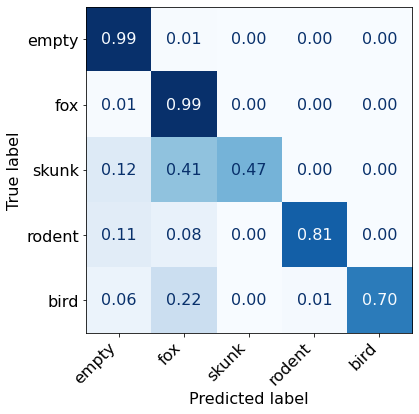 True label
empty 0.99 0.01 0.00 0.00 0.00
fox 0.01 0.99 0.00 0.00 0.00
skunk 0.12 0.41 0.47 0.00 0.00
rodent 0.11 0.08 0.00 0.81 0.00
bird 0.06 0.22 0.00 0.01 0.70
empty fox skunk rodent bird
Predicted label